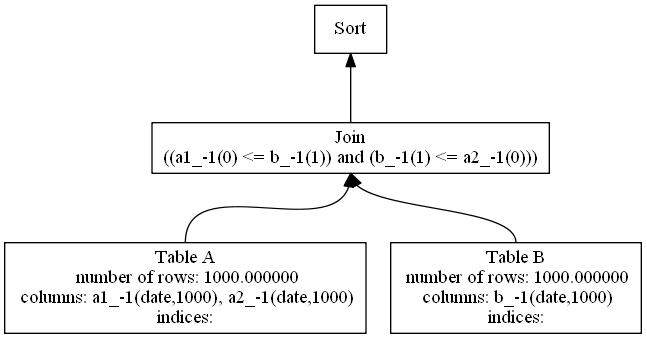 Sort
Join
((a1_-1(0) <= b_-1(1)) and (b_-1(1) <= a2_-1(0)))
Table A
number of rows: 1000.000000
columns: a1_-1(date,1000), a2_-1(date,1000)
indices:
Table B
number of rows: 1000.000000
columns: b_-1(date,1000)
indices: